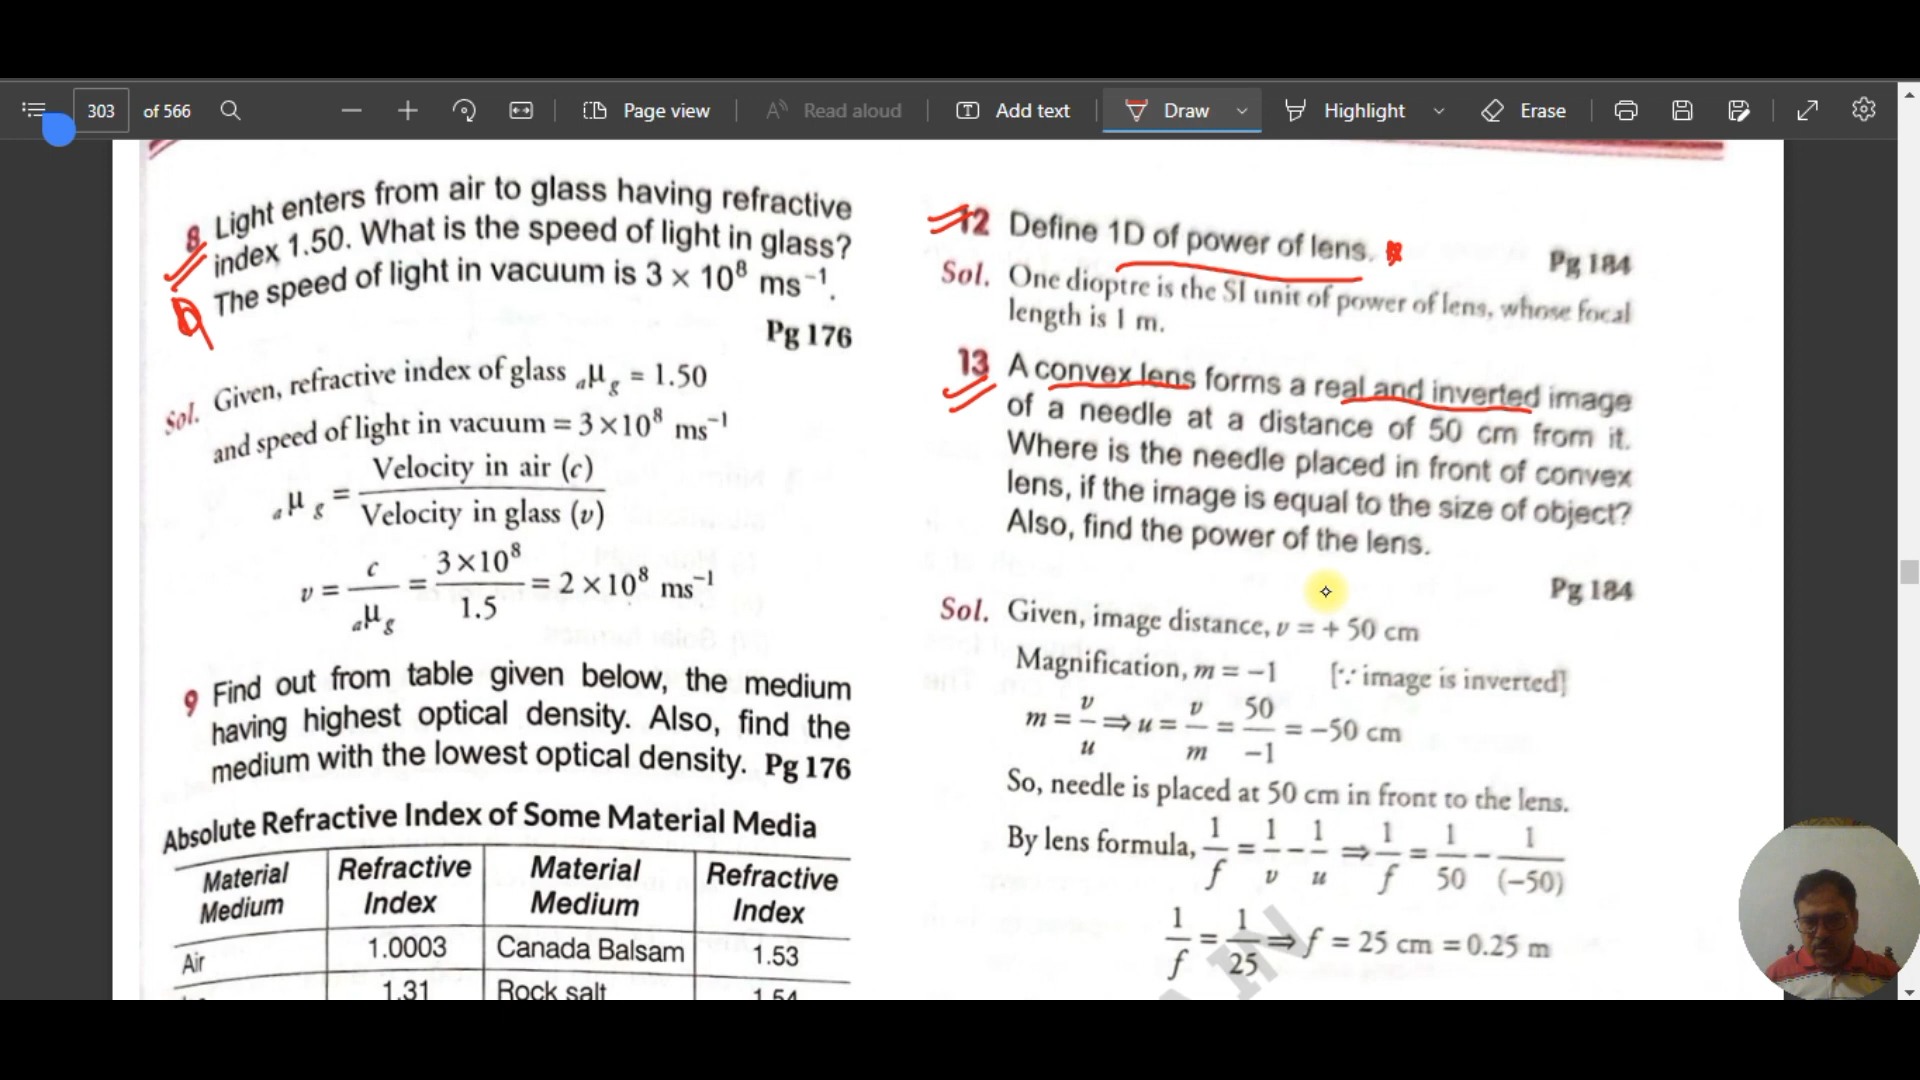 303 of 566 Page view Read aloud Add text Draw Highlight Erase
8 Light enters from air to glass having refractive
index 1.50. What is the speed of light in glass?
The speed of light in vacuum is 3 × 10⁸ ms⁻¹.
Pg 176
Sol. Given, refractive index of glass ₐμ_g = 1.50
and speed of light in vacuum = 3×10⁸ ms⁻¹
ₐμ_g = Velocity in air (c) / Velocity in glass (v)
v = c / ₐμ_g = 3×10⁸ / 1.5 = 2 × 10⁸ ms⁻¹
9 Find out from table given below, the medium
having highest optical density. Also, find the
medium with the lowest optical density. Pg 176
Absolute Refractive Index of Some Material Media
Material Medium Refractive Index Material Medium Refractive Index
Air 1.0003 Canada Balsam 1.53
1.31 Rock salt 1.54
12 Define 1D of power of lens.
Pg 184
Sol. One dioptre is the SI unit of power of lens, whose focal
length is 1 m.
13 A convex lens forms a real and inverted image
of a needle at a distance of 50 cm from it.
Where is the needle placed in front of convex
lens, if the image is equal to the size of object?
Also, find the power of the lens.
Pg 184
Sol. Given, image distance, v = + 50 cm
Magnification, m = −1 [∵ image is inverted]
m = v/u ⇒ u = v/m = 50/−1 = −50 cm
So, needle is placed at 50 cm in front to the lens.
By lens formula, 1/f = 1/v − 1/u ⇒ 1/f = 1/50 − 1/(−50)
1/f = 1/25 ⇒ f = 25 cm = 0.25 m